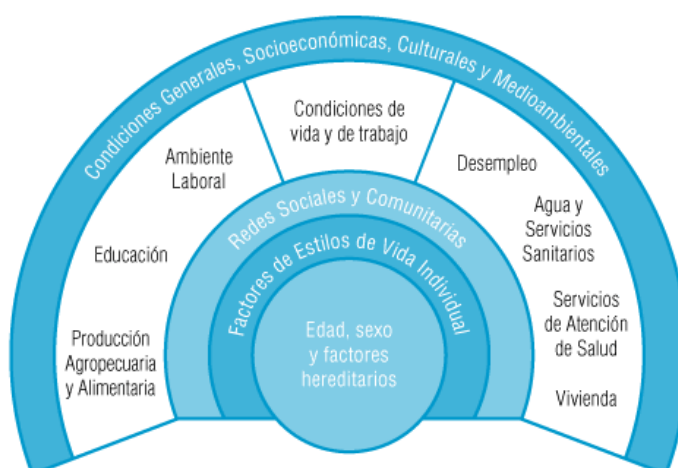 Condiciones Generales, Socioeconómicas, Culturales y Medioambientales
Condiciones de
vida y de trabajo
Ambiente
Laboral
Desempleo
Educación
Agua y
Servicios
Sanitarios
Producción
Agropecuaria
y Alimentaria
Servicios
de Atención
de Salud
Vivienda
Redes Sociales y Comunitarias
Factores de Estilos de Vida Individual
Edad, sexo
y factores
hereditarios